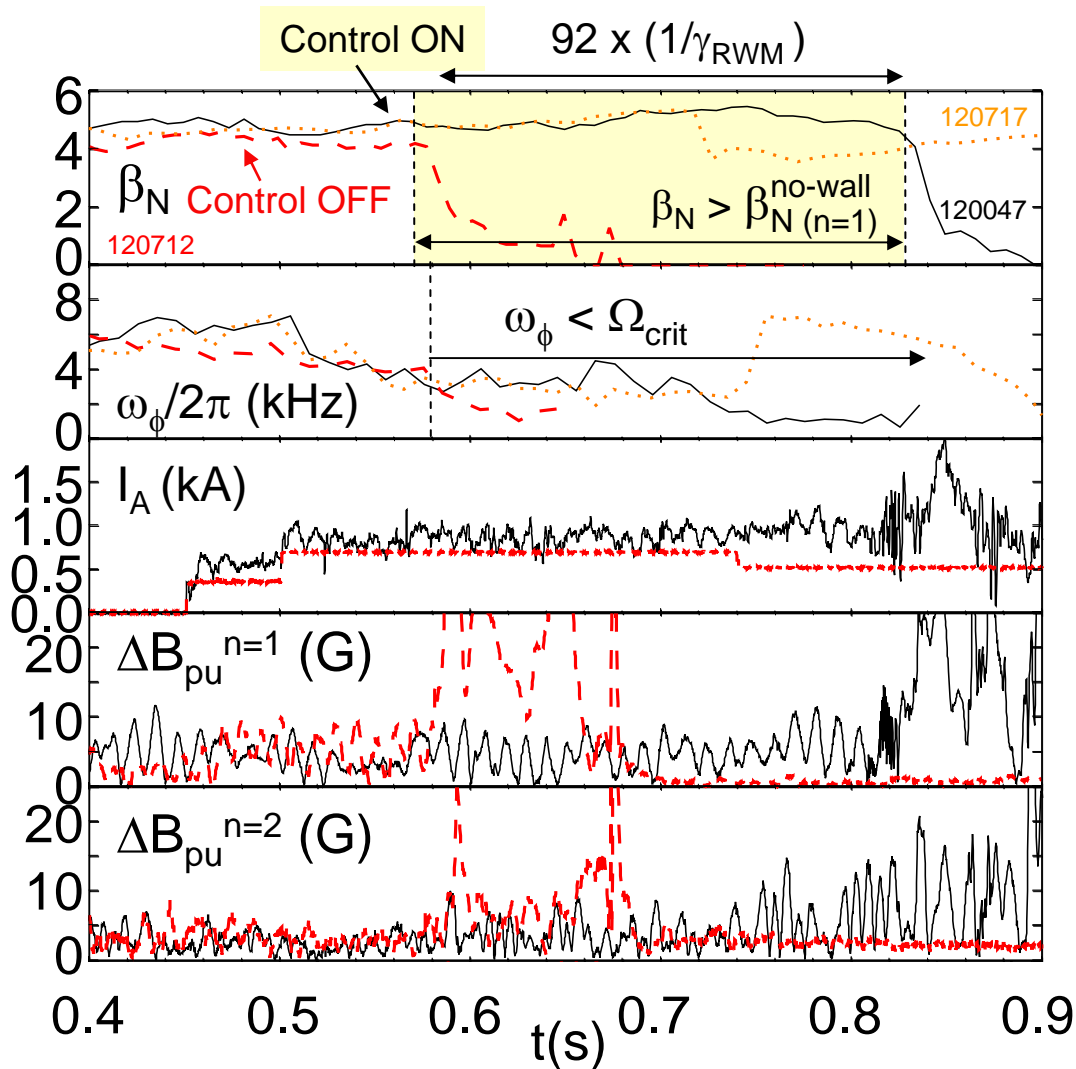 Control ON
92 x (1/γRWM)
6
4
2
0
βN
Control OFF
120712
120717
120047
βN > βN no-wall (n=1)
8
4
0
ωϕ/2π (kHz)
ωϕ < Ωcrit
1.5
1.0
0.5
0.0
IA (kA)
20
10
0
ΔBpu n=1 (G)
20
10
0
ΔBpu n=2 (G)
0.4 0.5 0.6 0.7 0.8 0.9
t(s)